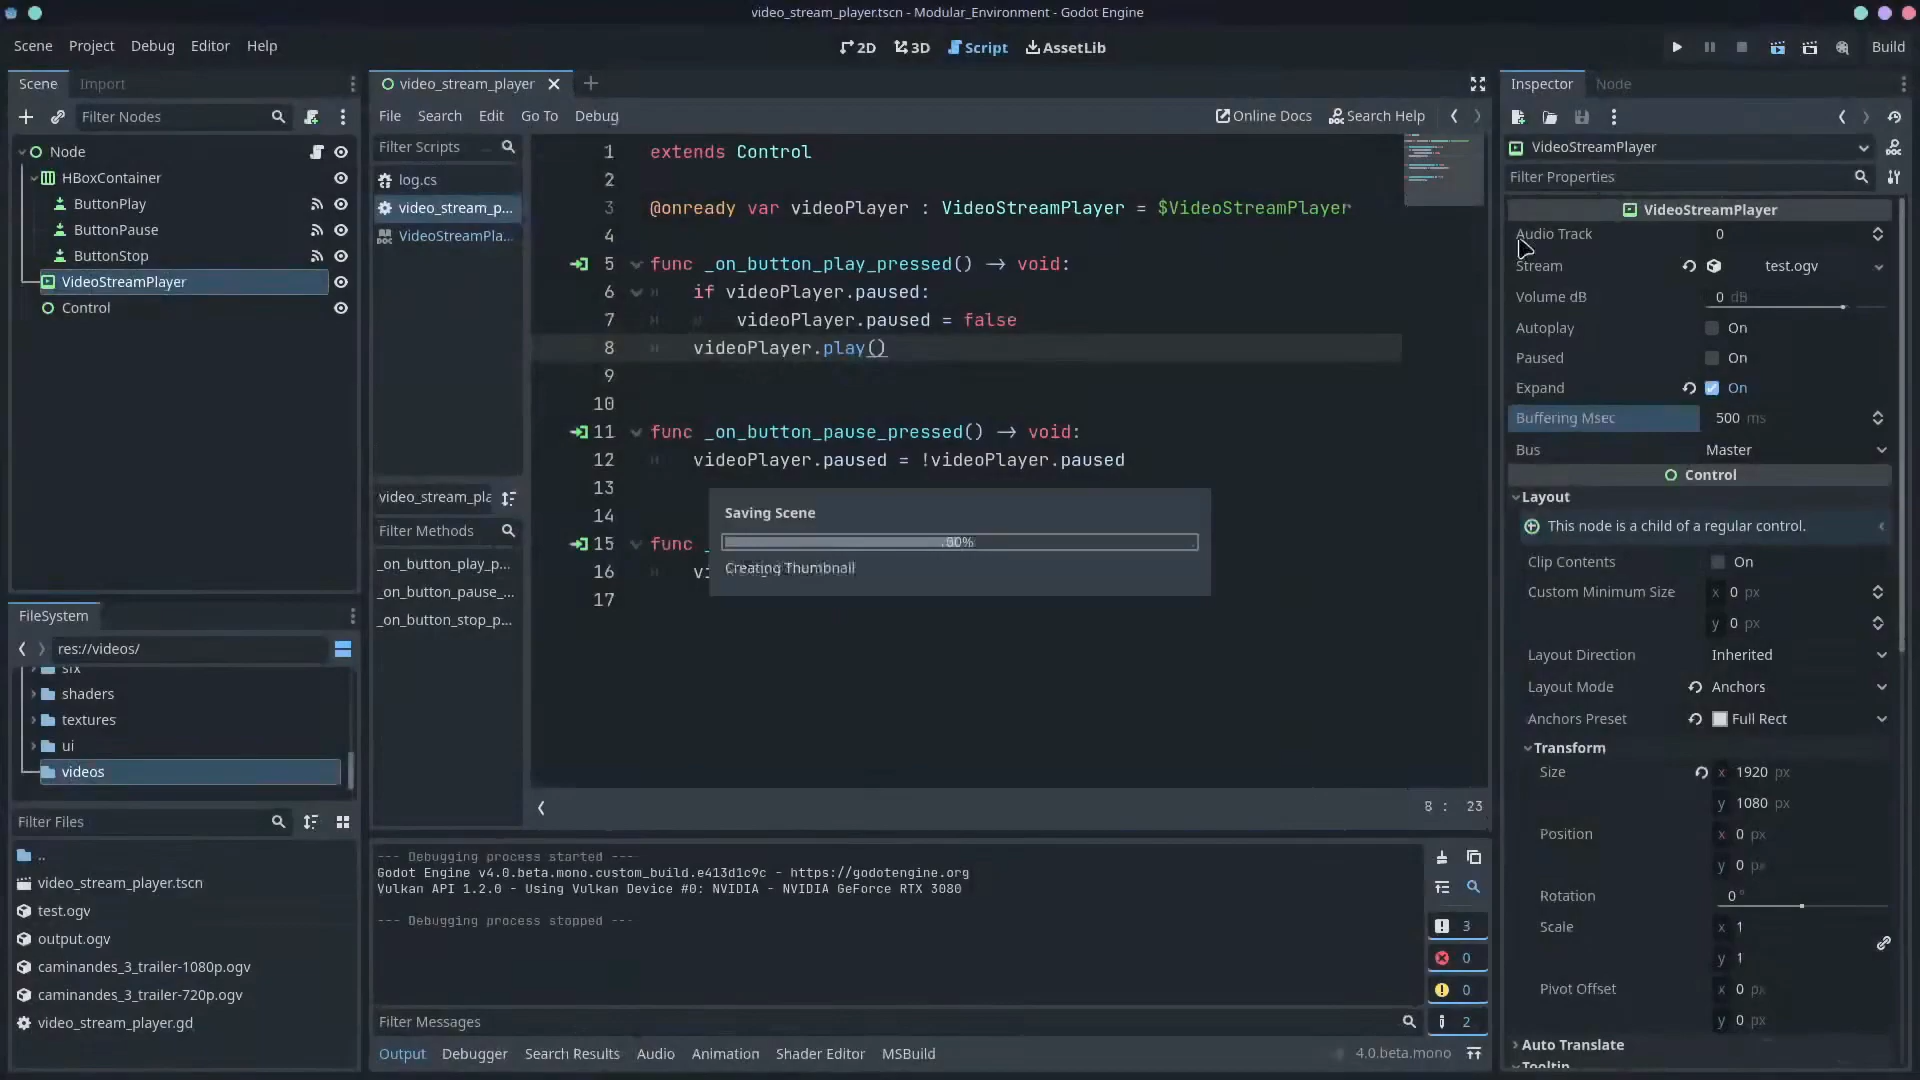 video_stream_player.tscn - Modular_Environment - Godot Engine
Scene Project Debug Editor Help
2D 3D Script AssetLib
Build
Scene Import
Filter Nodes
Node
HBoxContainer
ButtonPlay
ButtonPause
ButtonStop
VideoStreamPlayer
Control
FileSystem
res://videos/
sfx
shaders
textures
ui
videos
Filter Files
..
video_stream_player.tscn
test.ogv
output.ogv
caminandes_3_trailer-1080p.ogv
caminandes_3_trailer-720p.ogv
video_stream_player.gd
video_stream_player
File Search Edit Go To Debug
Online Docs Search Help
Filter Scripts
log.cs
video_stream_p...
VideoStreamPla...
video_stream_pla
Filter Methods
_on_button_play_p...
_on_button_pause_...
_on_button_stop_p...
1 extends Control
2
3 @onready var videoPlayer : VideoStreamPlayer = $VideoStreamPlayer
4
5 func _on_button_play_pressed() → void:
6 if videoPlayer.paused:
7 videoPlayer.paused = false
8 videoPlayer.play()
9
10
11 func _on_button_pause_pressed() → void:
12 videoPlayer.paused = !videoPlayer.paused
13
14
15 func _
16 vi
17
Saving Scene
Creating Thumbnail
8 : 23
--- Debugging process started ---
Godot Engine v4.0.beta.mono.custom_build.e413d1c9c - https://godotengine.org
Vulkan API 1.2.0 - Using Vulkan Device #0: NVIDIA - NVIDIA GeForce RTX 3080
--- Debugging process stopped ---
3
0
0
2
Filter Messages
Output Debugger Search Results Audio Animation Shader Editor MSBuild
4.0.beta.mono
Inspector Node
VideoStreamPlayer
Filter Properties
VideoStreamPlayer
Audio Track 0
Stream test.ogv
Volume dB 0 dB
Autoplay On
Paused On
Expand On
Buffering Msec 500 ms
Bus Master
Control
Layout
This node is a child of a regular control.
Clip Contents On
Custom Minimum Size x 0 px
y 0 px
Layout Direction Inherited
Layout Mode Anchors
Anchors Preset Full Rect
Transform
Size x 1920 px
y 1080 px
Position x 0 px
y 0 px
Rotation 0 °
Scale x 1
y 1
Pivot Offset x 0 px
y 0 px
Auto Translate
Tooltip